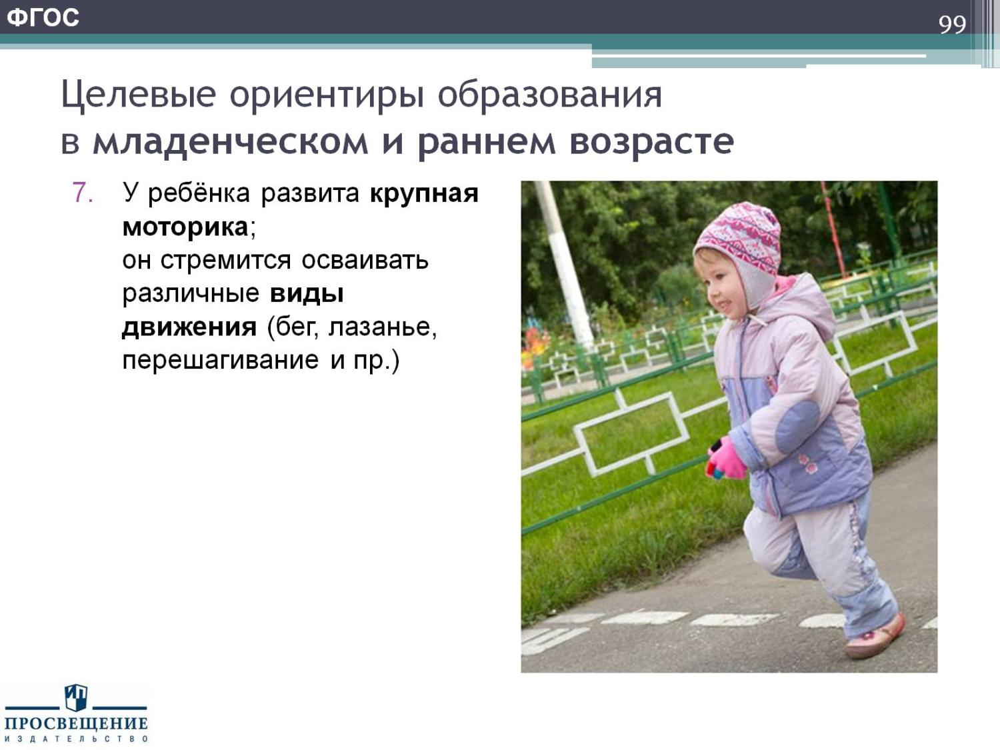 ФГОС
99
Целевые ориентиры образования
в младенческом и раннем возрасте
7. У ребёнка развита крупная
моторика;
он стремится осваивать
различные виды
движения (бег, лазанье,
перешагивание и пр.)
ИП
ПРОСВЕЩЕНИЕ
ИЗДАТЕЛЬСТВО